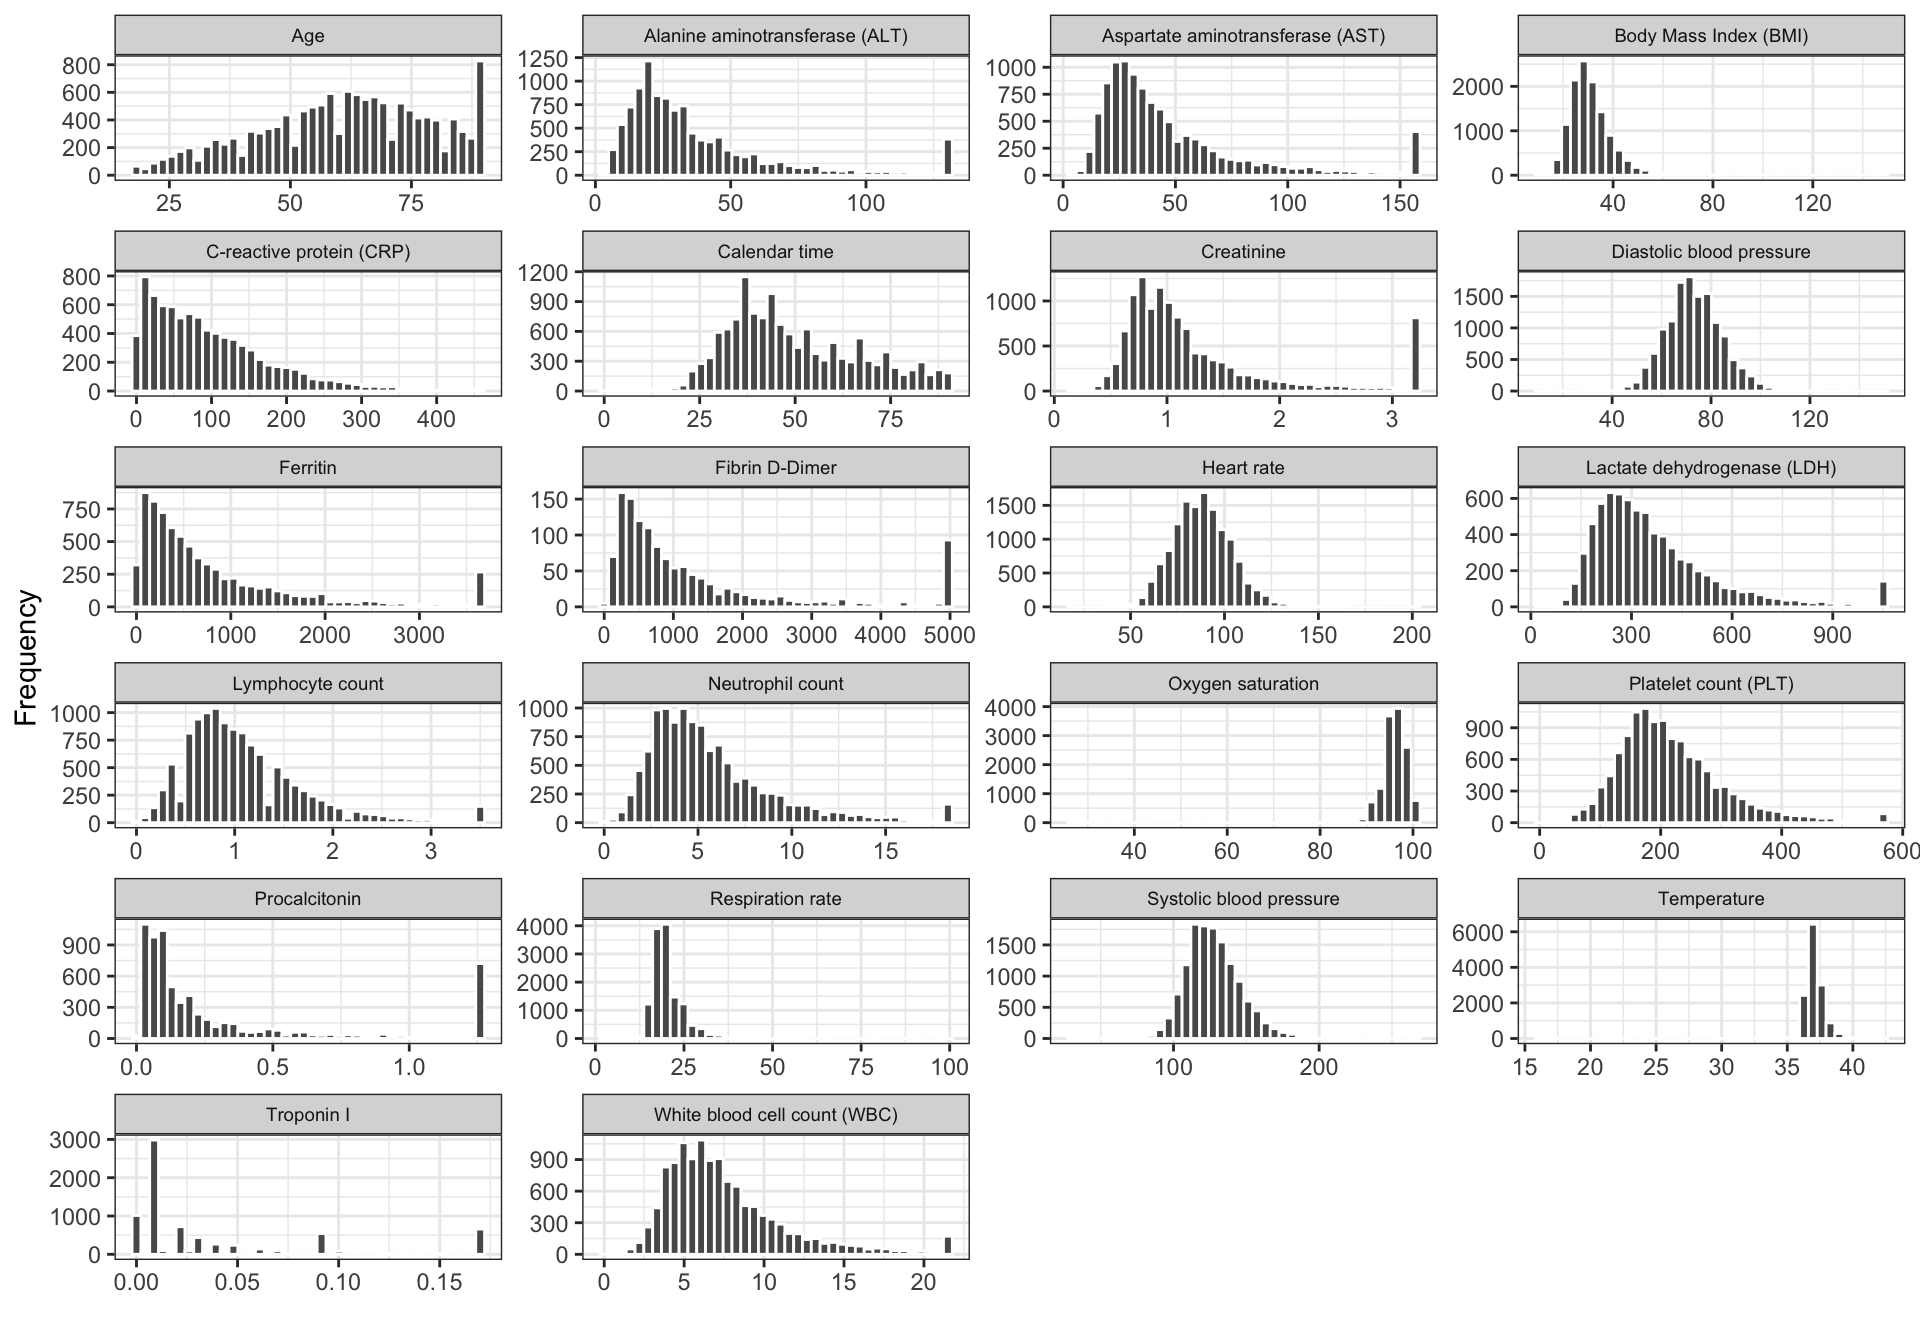 Frequency
Age
800
600
400
200
0
25 50 75
Alanine aminotransferase (ALT)
1250
1000
750
500
250
0
0 50 100
Aspartate aminotransferase (AST)
1000
750
500
250
0
0 50 100 150
Body Mass Index (BMI)
2000
1000
0
40 80 120
C-reactive protein (CRP)
800
600
400
200
0
0 100 200 300 400
Calendar time
1200
900
600
300
0
0 25 50 75
Creatinine
1000
500
0
0 1 2 3
Diastolic blood pressure
1500
1000
500
0
40 80 120
Ferritin
750
500
250
0
0 1000 2000 3000
Fibrin D-Dimer
150
100
50
0
0 1000 2000 3000 4000 5000
Heart rate
1500
1000
500
0
50 100 150 200
Lactate dehydrogenase (LDH)
600
400
200
0
0 300 600 900
Lymphocyte count
1000
750
500
250
0
0 1 2 3
Neutrophil count
1000
750
500
250
0
0 5 10 15
Oxygen saturation
4000
3000
2000
1000
0
40 60 80 100
Platelet count (PLT)
900
600
300
0
0 200 400 600
Procalcitonin
900
600
300
0
0.0 0.5 1.0
Respiration rate
4000
3000
2000
1000
0
0 25 50 75 100
Systolic blood pressure
1500
1000
500
0
100 200
Temperature
6000
4000
2000
0
15 20 25 30 35 40
Troponin I
3000
2000
1000
0
0.00 0.05 0.10 0.15
White blood cell count (WBC)
900
600
300
0
0 5 10 15 20